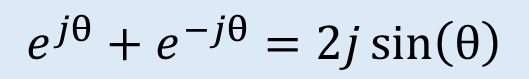 e^{jθ} + e^{−jθ} = 2j sin(θ)